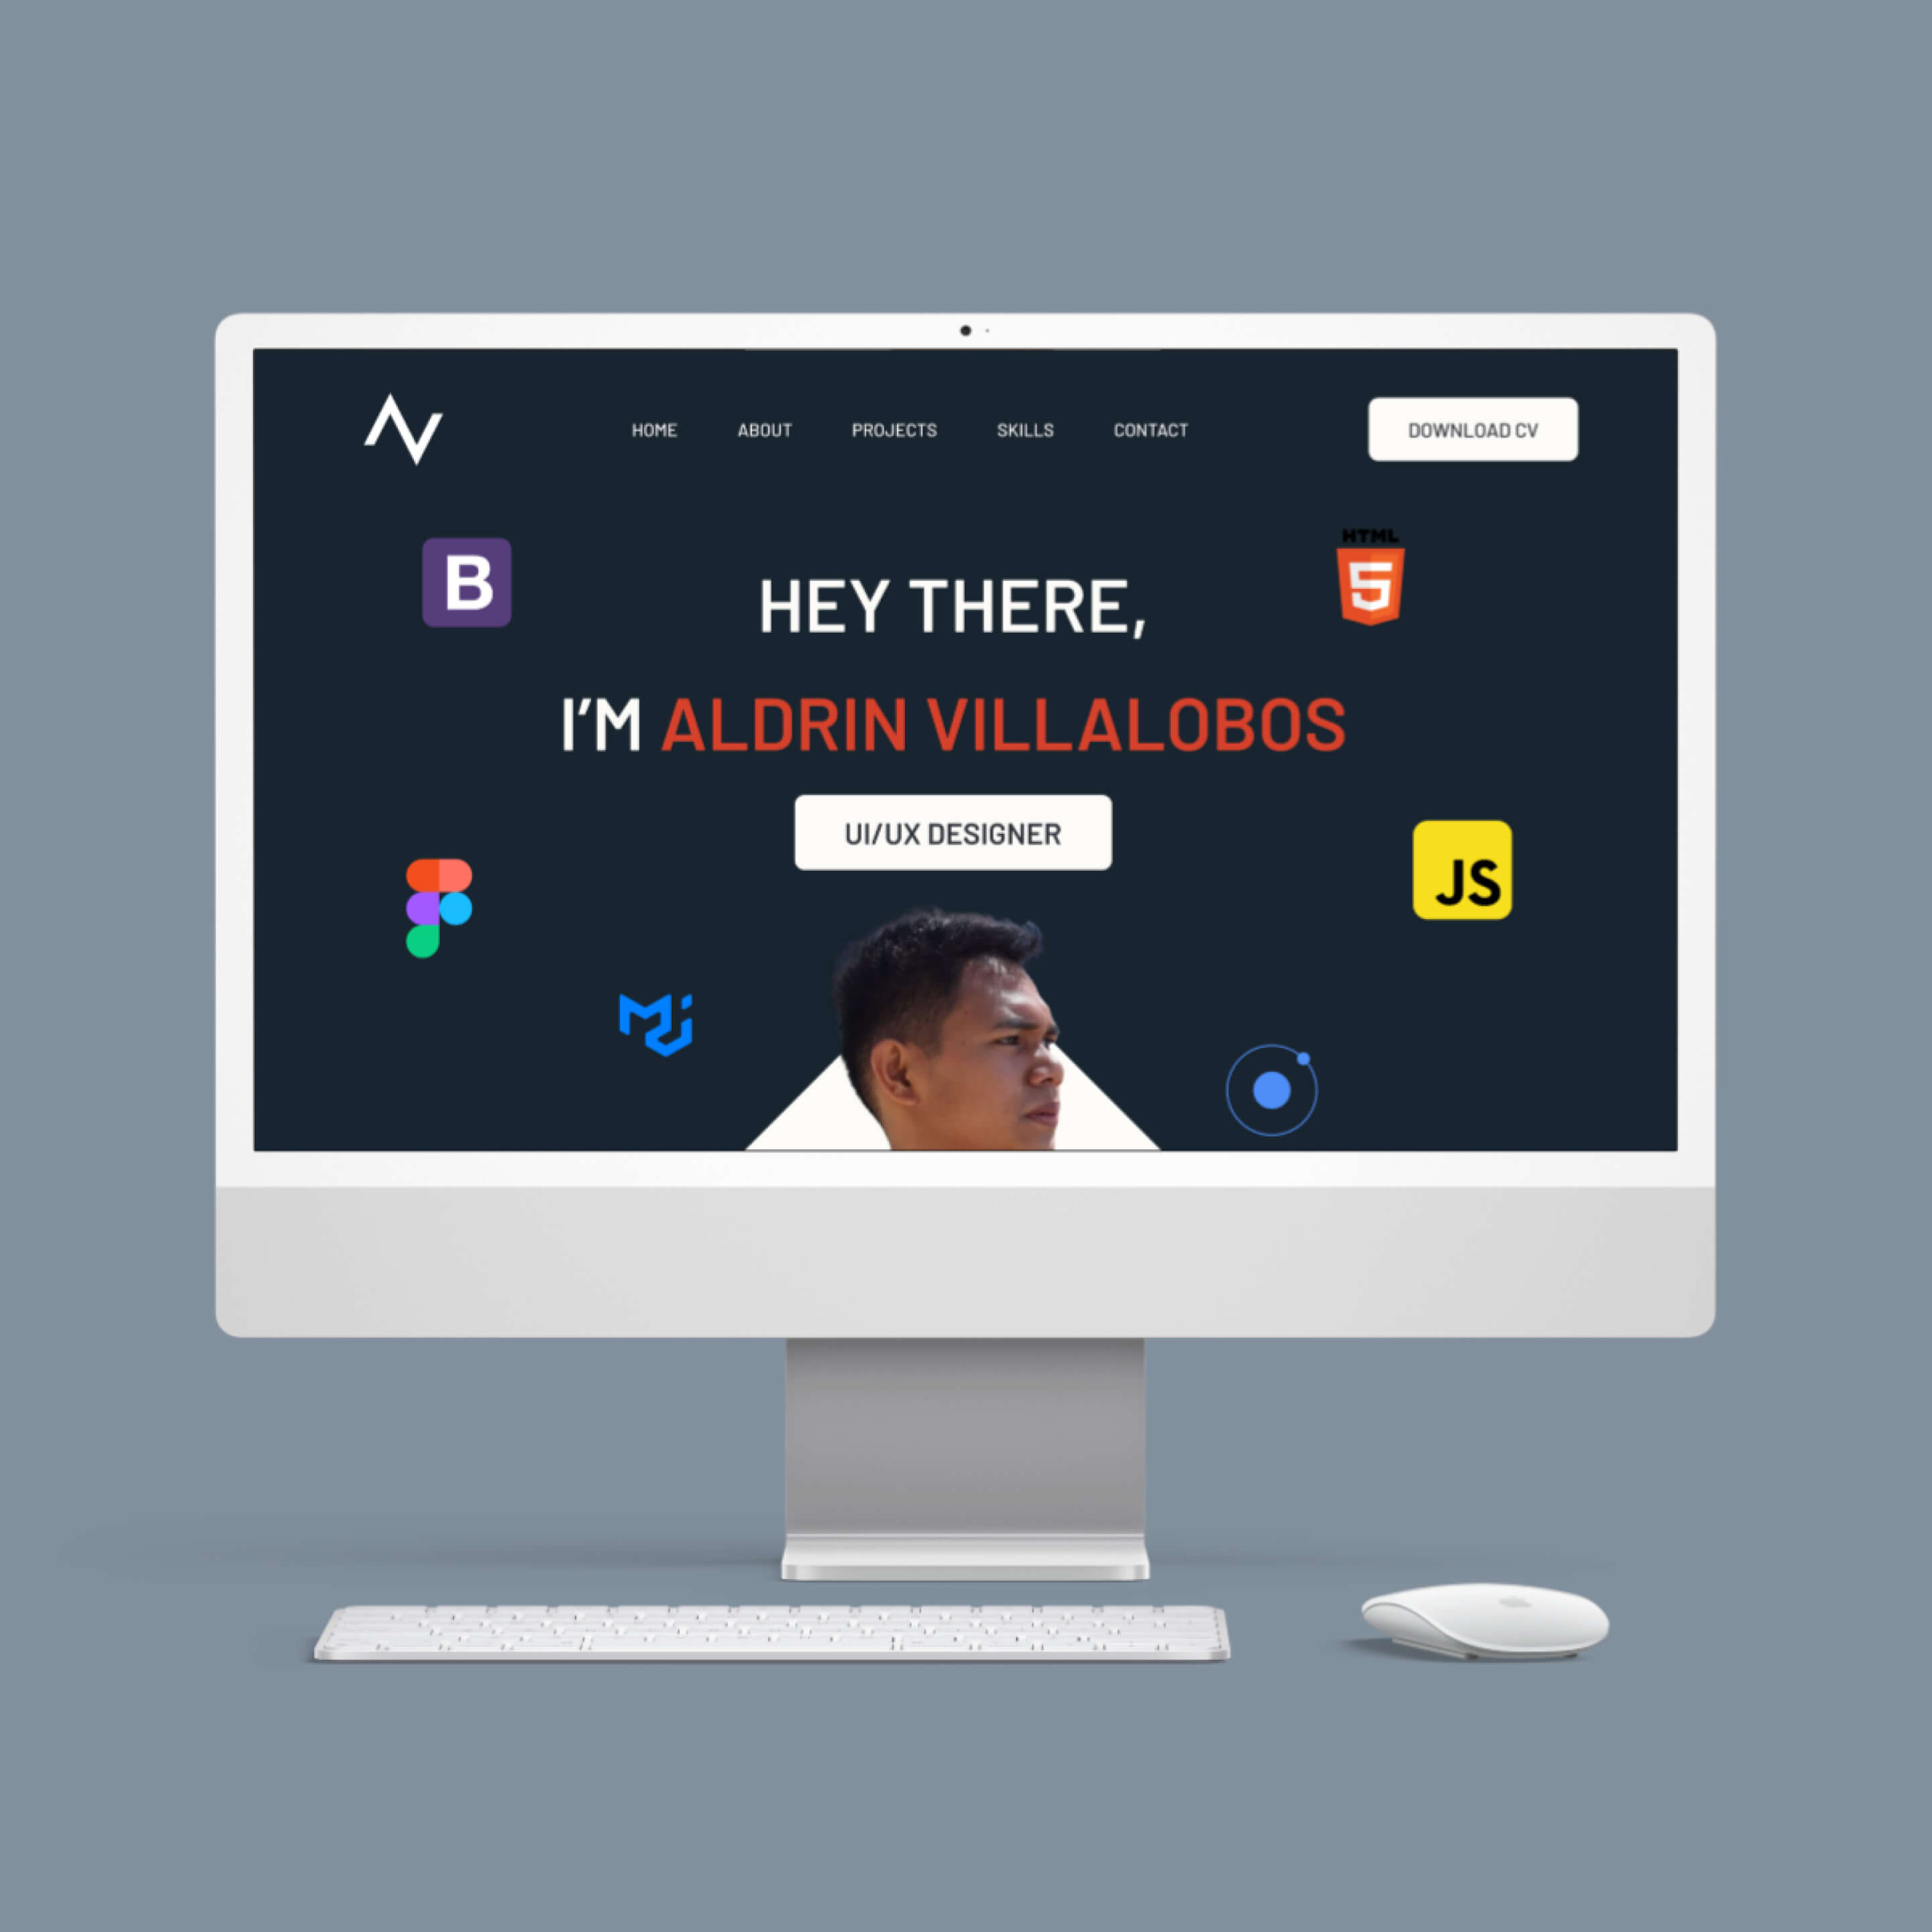 HOME ABOUT PROJECTS SKILLS CONTACT DOWNLOAD CV
B
HTML
5
HEY THERE,
I'M ALDRIN VILLALOBOS
UI/UX DESIGNER
JS